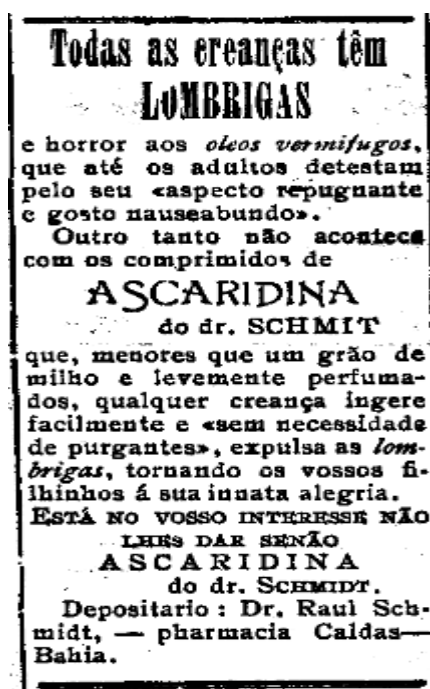 Todas as creanças têm
LOMBRIGAS
e horror aos oleos vermifugos,
que até os adultos detestam
pelo seu «aspecto repugnante
e gosto nauseabundo».
Outro tanto não acontece
com os comprimidos de
ASCARIDINA
do dr. SCHMIT
que, menores que um grão de
milho e levemente perfuma-
dos, qualquer creança ingere
facilmente e «sem necessidade
de purgantes», expulsa as lom-
brigas, tornando os vossos fi-
lhinhos á sua innata alegria.
ESTÁ NO VOSSO INTERESSE NÃO
LHES DAR SENÃO
ASCARIDINA
do dr. SCHMIDT.
Depositario : Dr. Raul Sch-
midt, — pharmacia Caldas—
Bahia.